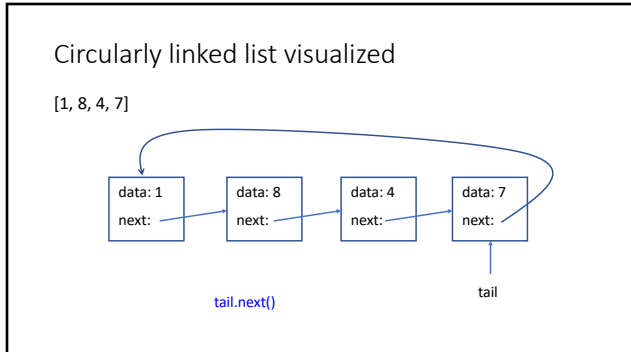 Circularly linked list visualized
[1, 8, 4, 7]
data: 1
next:
data: 8
next:
data: 4
next:
data: 7
next:
tail
tail.next()